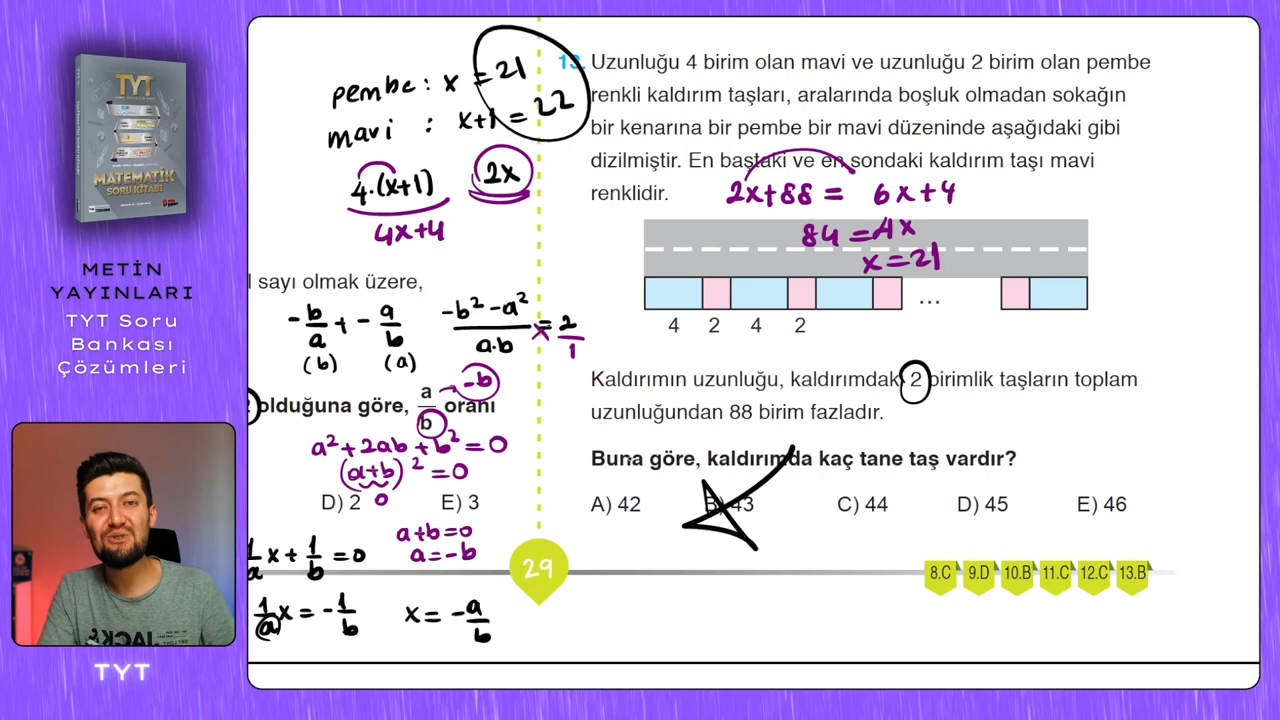 TYT
MATEMATİK
SORU KİTABI
METİN
YAYINLARI
TYT Soru
Bankası
Çözümleri
TYT
pembe : x = 21
mavi : x+1 = 22
4.(x+1) 2x
4x+4
l sayı olmak üzere,
-b/a + -a/b
(b) (a)
-b² -a² / a.b = 2/1
x
olduğuna göre, a/b oranı
-b
a² + 2ab + b² = 0
(a+b)² = 0
0
D) 2 E) 3
a+b=0
a=-b
1/a x + 1/b = 0
1/a x = -1/b x = -a/b
29
13. Uzunluğu 4 birim olan mavi ve uzunluğu 2 birim olan pembe
renkli kaldırım taşları, aralarında boşluk olmadan sokağın
bir kenarına bir pembe bir mavi düzeninde aşağıdaki gibi
dizilmiştir. En baştaki ve en sondaki kaldırım taşı mavi
renklidir.
2x+88 = 6x+4
84 = 4x
x = 21
...
4 2 4 2
Kaldırımın uzunluğu, kaldırımdaki 2 birimlik taşların toplam
uzunluğundan 88 birim fazladır.
Buna göre, kaldırımda kaç tane taş vardır?
A) 42 B) 43 C) 44 D) 45 E) 46
8.C 9.D 10.B 11.C 12.C 13.B